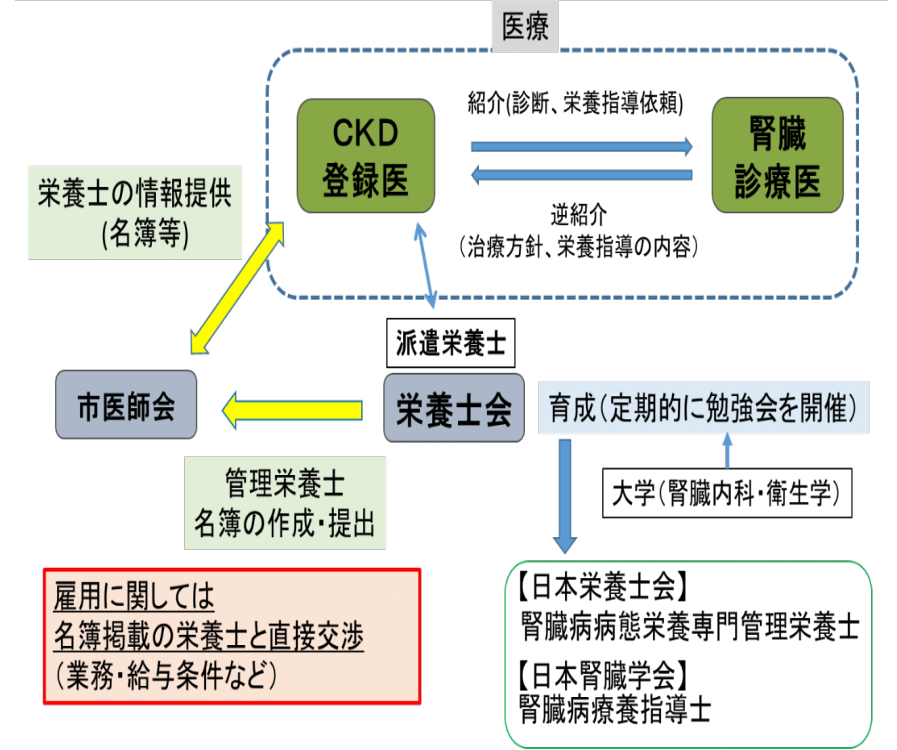 医療
CKD
登録医
紹介(診断、栄養指導依頼)
腎臓
診療医
逆紹介
（治療方針、栄養指導の内容）
栄養士の情報提供
(名簿等)
派遣栄養士
市医師会
栄養士会
育成（定期的に勉強会を開催）
管理栄養士
名簿の作成・提出
大学（腎臓内科・衛生学）
雇用に関しては
名簿掲載の栄養士と直接交渉
（業務・給与条件など）
【日本栄養士会】
腎臓病病態栄養専門管理栄養士
【日本腎臓学会】
腎臓病療養指導士